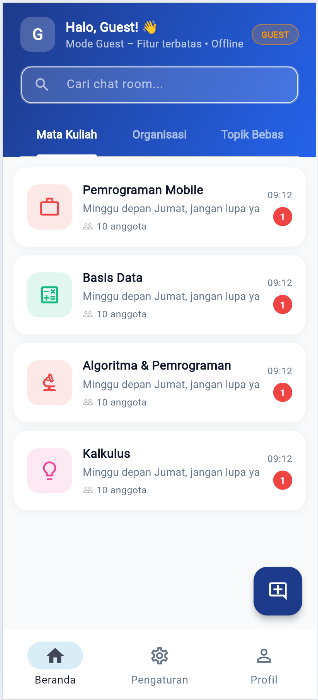 G
Halo, Guest! 👋
Mode Guest – Fitur terbatas • Offline
GUEST
Cari chat room...
Mata Kuliah
Organisasi
Topik Bebas
Pemrograman Mobile
09:12
Minggu depan Jumat, jangan lupa ya
1
10 anggota
Basis Data
09:12
Minggu depan Jumat, jangan lupa ya
1
10 anggota
Algoritma & Pemrograman
09:12
Minggu depan Jumat, jangan lupa ya
1
10 anggota
Kalkulus
09:12
Minggu depan Jumat, jangan lupa ya
1
10 anggota
Beranda
Pengaturan
Profil